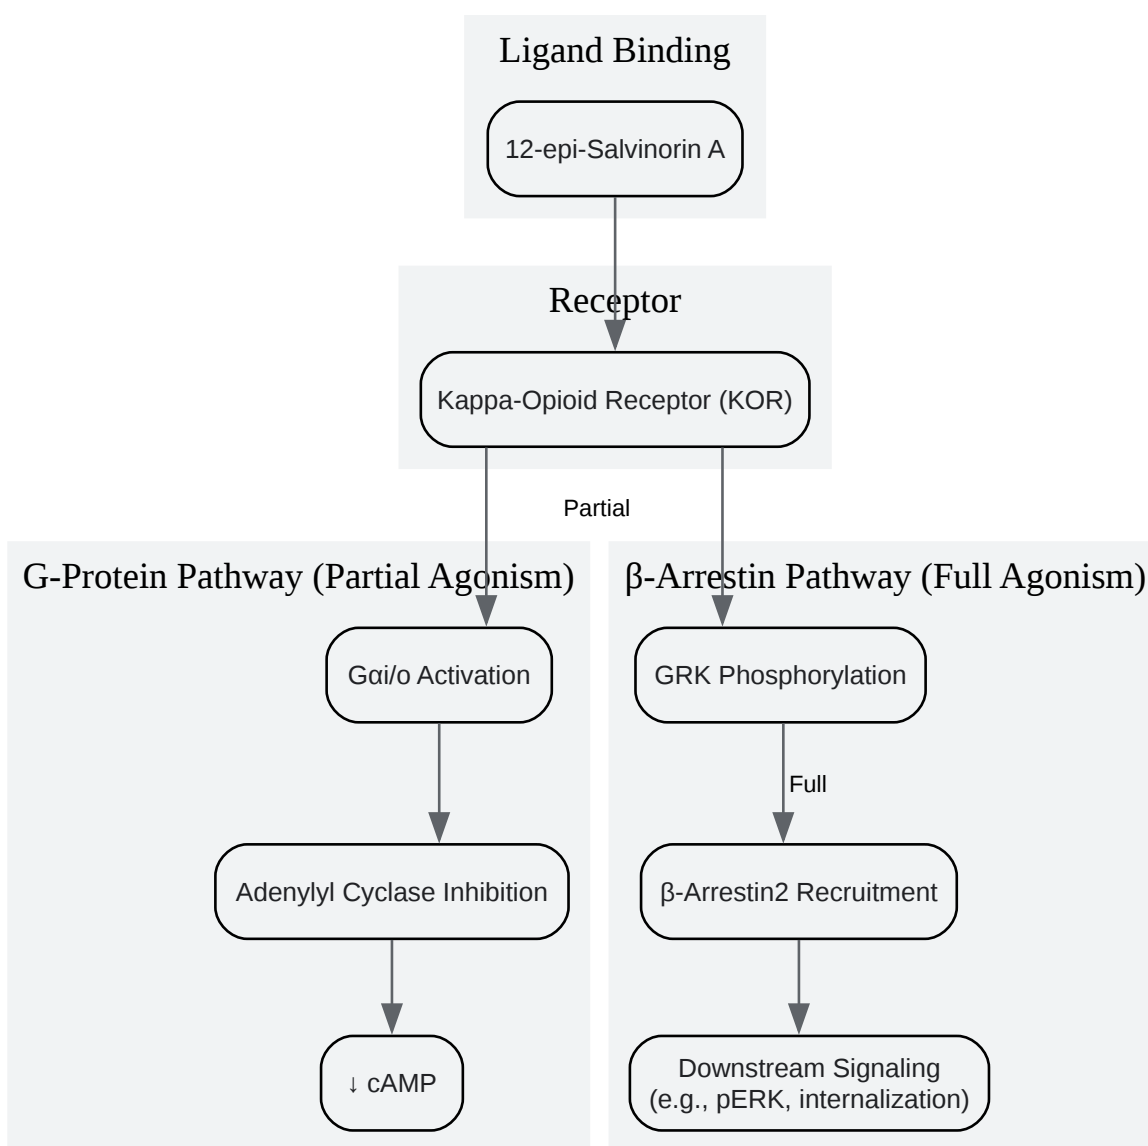 Ligand Binding
12-epi-Salvinorin A
Receptor
Kappa-Opioid Receptor (KOR)
Partial
G-Protein Pathway (Partial Agonism)
β-Arrestin Pathway (Full Agonism)
Gαi/o Activation
GRK Phosphorylation
Full
Adenylyl Cyclase Inhibition
β-Arrestin2 Recruitment
↓ cAMP
Downstream Signaling
(e.g., pERK, internalization)